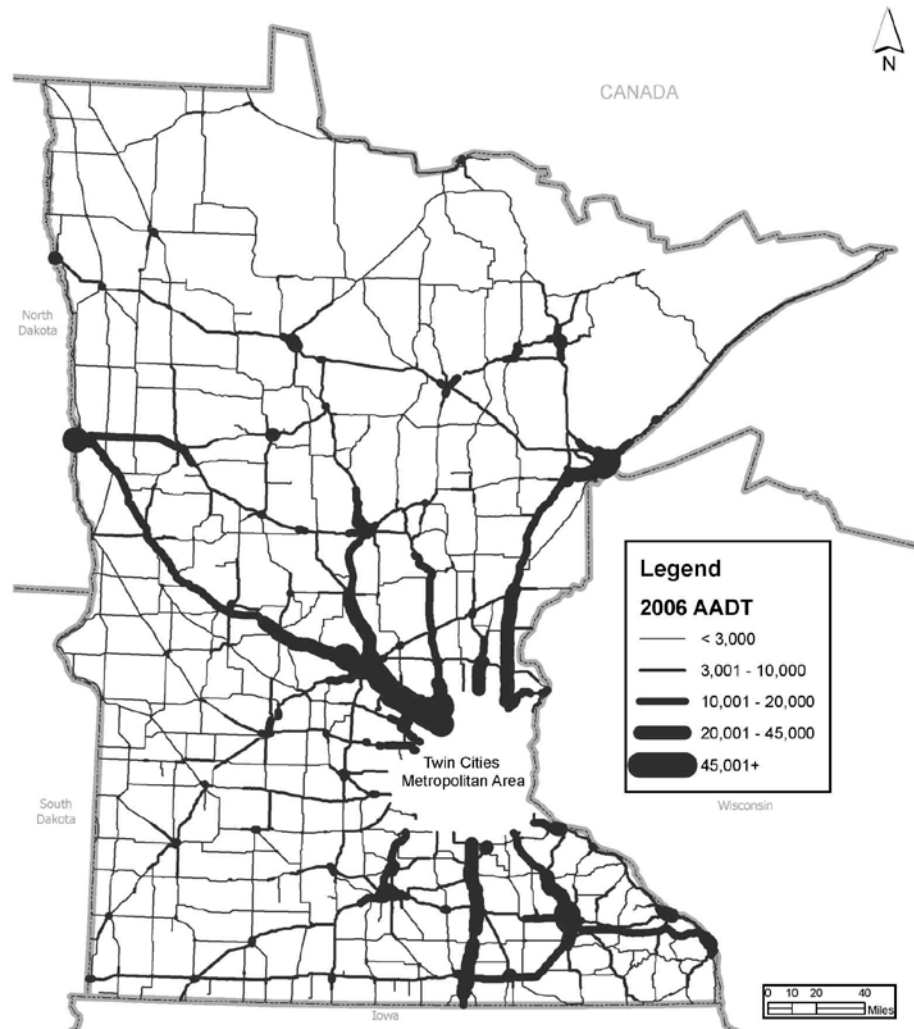 N
CANADA
North
Dakota
Legend
2006 AADT
< 3,000
3,001 - 10,000
10,001 - 20,000
20,001 - 45,000
45,001+
Twin Cities
Metropolitan Area
South
Dakota
Wisconsin
Iowa
0 10 20 40
Miles